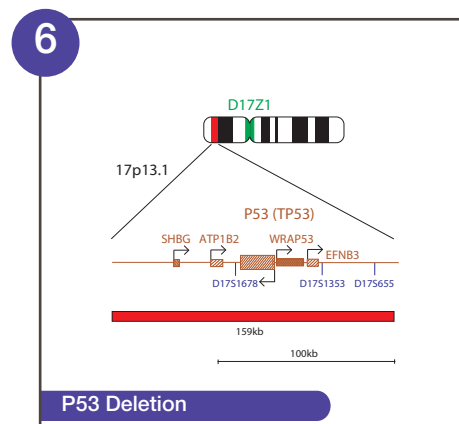 6
D17Z1
17p13.1
P53 (TP53)
SHBG ATP1B2 WRAP53
EFNB3
D17S1678 D17S1353 D17S655
159kb
100kb
P53 Deletion